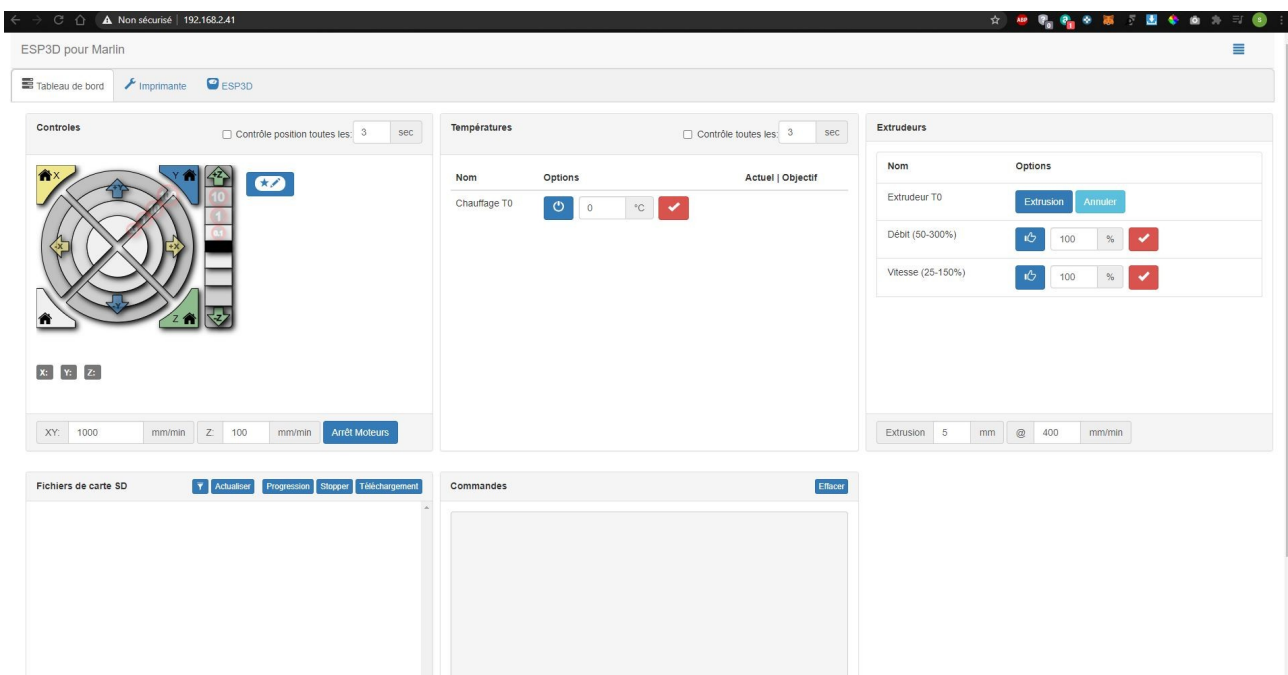 Non sécurisé | 192.168.2.41
ESP3D pour Marlin
Tableau de bord Imprimante ESP3D
Controles Contrôle position toutes les: 3 sec
X Y +Z
+Y 10
1
0.1
-X +X
-Y
Z -Z
X: Y: Z:
XY: 1000 mm/min Z: 100 mm/min Arrêt Moteurs
Températures Contrôle toutes les: 3 sec
Nom Options Actuel | Objectif
Chauffage T0 0 °C
Extrudeurs
Nom Options
Extrudeur T0 Extrusion Annuler
Débit (50-300%) 100 %
Vitesse (25-150%) 100 %
Extrusion 5 mm @ 400 mm/min
Fichiers de carte SD Actualiser Progression Stopper Téléchargement
Commandes Effacer